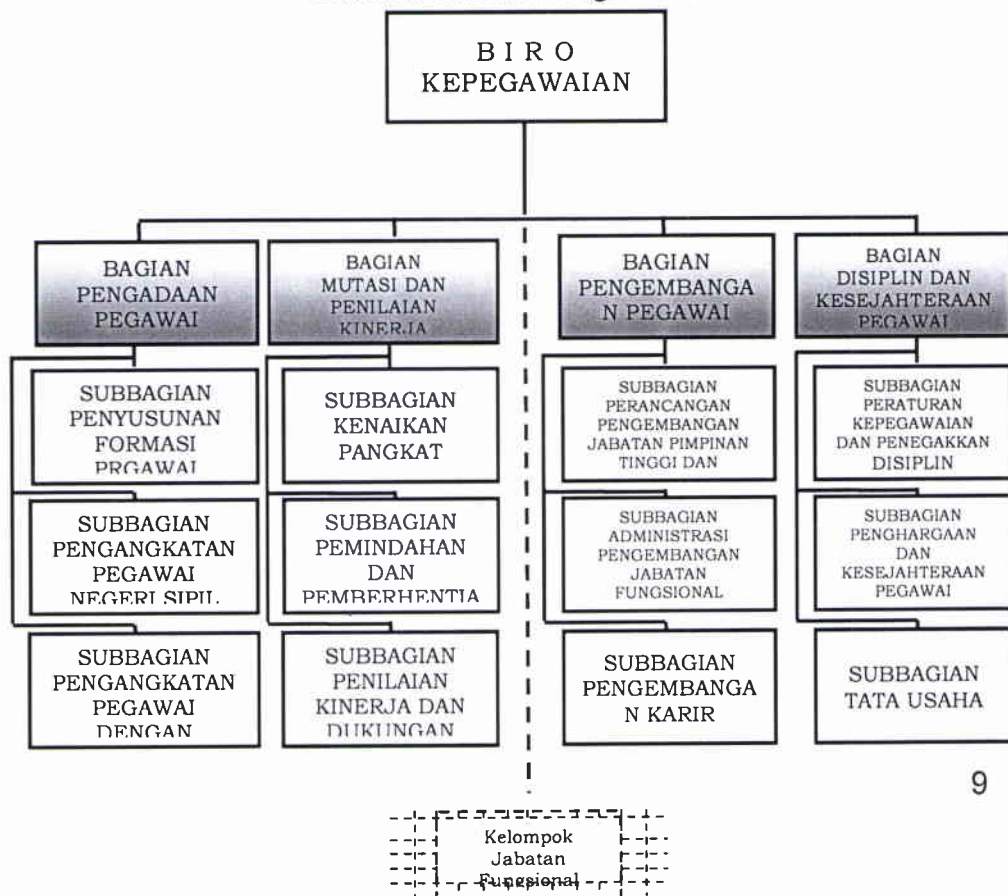 B I R O
KEPEGAWAIAN
BAGIAN
PENGADAAN
PEGAWAI
BAGIAN
MUTASI DAN
PENILAIAN
KINERJA
BAGIAN
PENGEMBANGA
N PEGAWAI
BAGIAN
DISIPLIN DAN
KESEJAHTERAAN
PEGAWAI
SUBBAGIAN
PENYUSUNAN
FORMASI
PRGAWAI
SUBBAGIAN
KENAIKAN
PANGKAT
SUBBAGIAN
PERANCANGAN
PENGEMBANGAN
JABATAN PIMPINAN
TINGGI DAN
SUBBAGIAN
PERATURAN
KEPEGAWAIAN
DAN PENEGAKKAN
DISIPLIN
SUBBAGIAN
PENGANGKATAN
PEGAWAI
NEGERI SIPIL
SUBBAGIAN
PEMINDAHAN
DAN
PEMBERHENTIA
SUBBAGIAN
ADMINISTRASI
PENGEMBANGAN
JABATAN
FUNGSIONAL
SUBBAGIAN
PENGHARGAAN
DAN
KESEJAHTERAAN
PEGAWAI
SUBBAGIAN
PENGANGKATAN
PEGAWAI
DENGAN
SUBBAGIAN
PENILAIAN
KINERJA DAN
DUKUNGAN
SUBBAGIAN
PENGEMBANGA
N KARIR
SUBBAGIAN
TATA USAHA
9
Kelompok
Jabatan
Fungsional